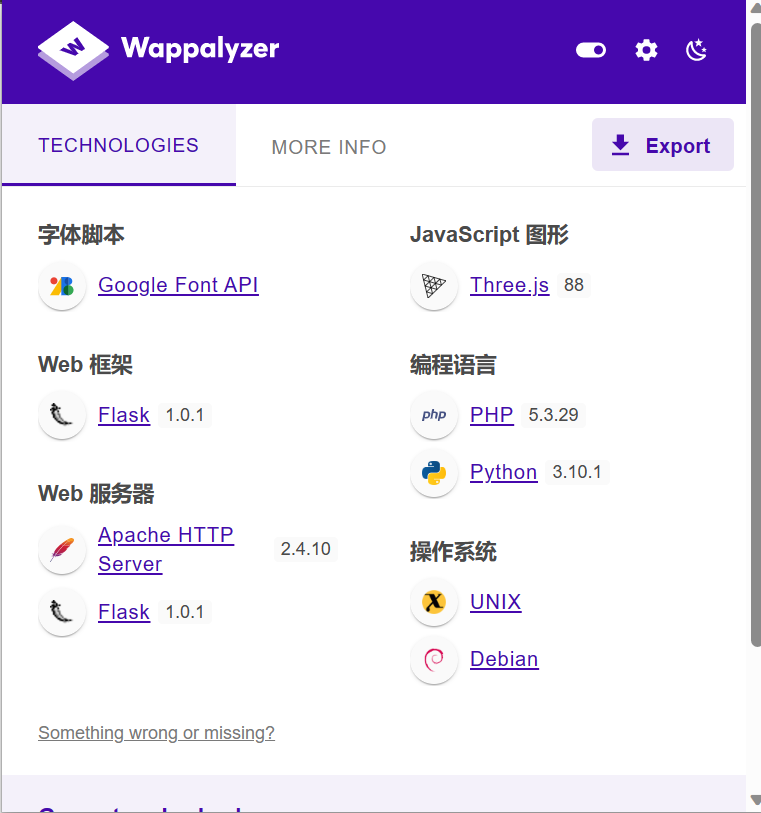 Wappalyzer
TECHNOLOGIES
MORE INFO
Export
字体脚本
Google Font API
Web 框架
Flask 1.0.1
Web 服务器
Apache HTTP Server 2.4.10
Flask 1.0.1
JavaScript 图形
Three.js 88
编程语言
php
PHP 5.3.29
Python 3.10.1
操作系统
UNIX
Debian
Something wrong or missing?